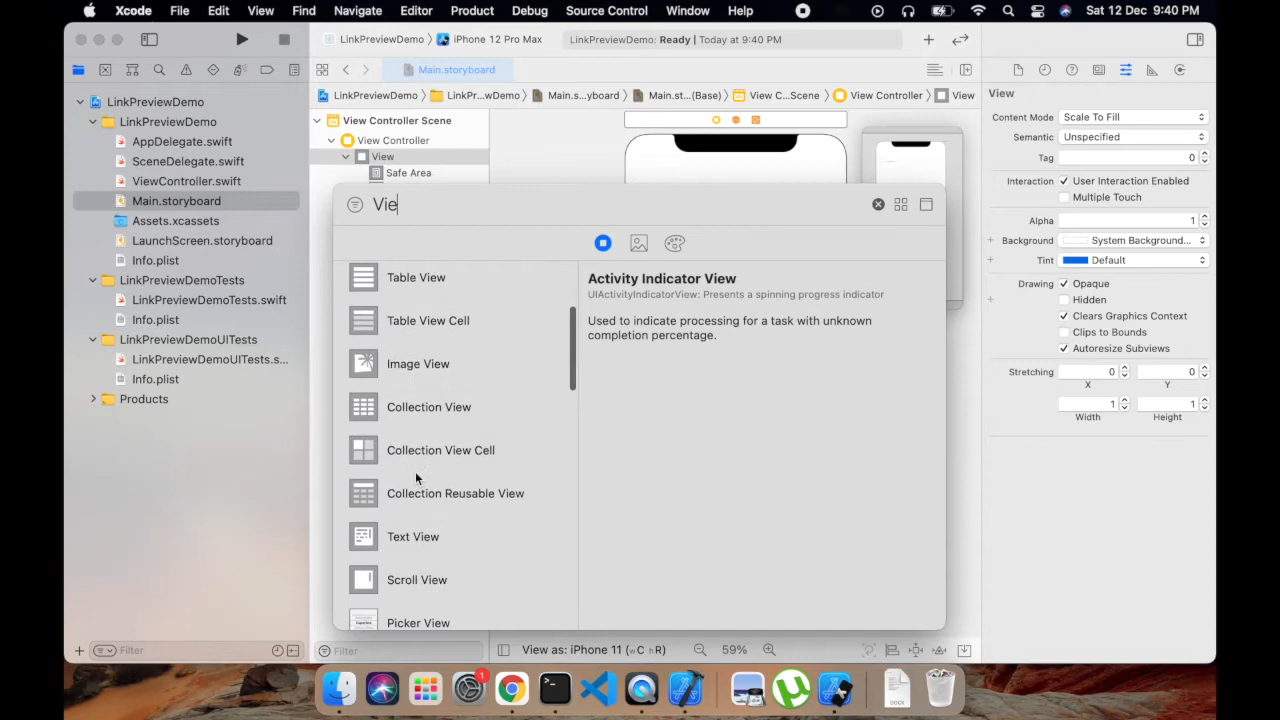 Xcode File Edit View Find Navigate Editor Product Debug Source Control Window Help Sat 12 Dec 9:40 PM
LinkPreviewDemo 〉 iPhone 12 Pro Max LinkPreviewDemo: Ready | Today at 9:40 PM
Main.storyboard
LinkPreviewDemo 〉 LinkPr...wDemo 〉 Main.s...yboard 〉 Main.st...(Base) 〉 View C...Scene 〉 View Controller 〉 View
LinkPreviewDemo
LinkPreviewDemo
AppDelegate.swift
SceneDelegate.swift
ViewController.swift
Main.storyboard
Assets.xcassets
LaunchScreen.storyboard
Info.plist
LinkPreviewDemoTests
LinkPreviewDemoTests.swift
Info.plist
LinkPreviewDemoUITests
LinkPreviewDemoUITests.s...
Info.plist
Products
Filter
View Controller Scene
View Controller
View
Safe Area
Vie
Table View
Table View Cell
Image View
Collection View
Collection View Cell
Collection Reusable View
Text View
Scroll View
Picker View
Activity Indicator View
UIActivityIndicatorView: Presents a spinning progress indicator
Used to indicate processing for a task with unknown
completion percentage.
Filter
View as: iPhone 11 (wC hR) 59%
View
Content Mode Scale To Fill
Semantic Unspecified
Tag 0
Interaction User Interaction Enabled
Multiple Touch
Alpha 1
Background System Background...
Tint Default
Drawing Opaque
Hidden
Clears Graphics Context
Clips to Bounds
Autoresize Subviews
Stretching 0 0
X Y
1 1
Width Height
1
DOCX